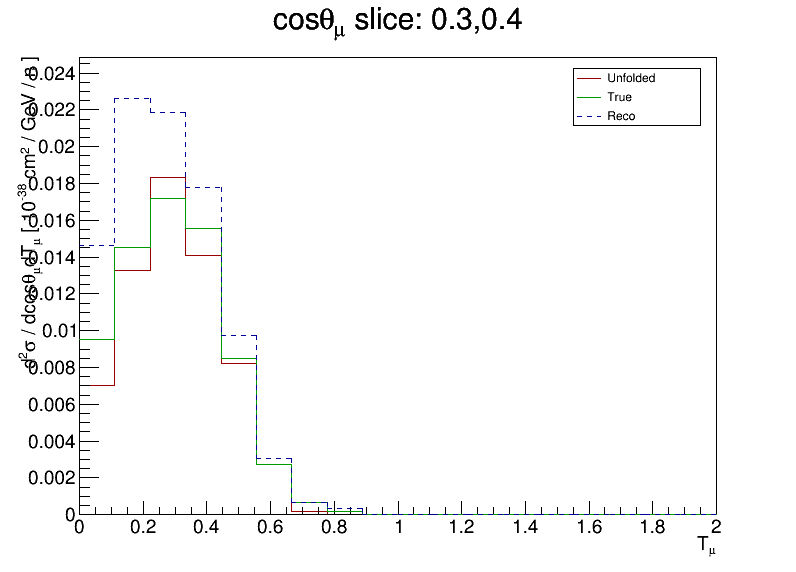 cosθμ slice: 0.3,0.4
d²σ / dcosθμdTμ [ 10⁻³⁸ cm² / GeV / n ]
0.024
0.022
0.02
0.018
0.016
0.014
0.012
0.01
0.008
0.006
0.004
0.002
0
Unfolded
True
Reco
0 0.2 0.4 0.6 0.8 1 1.2 1.4 1.6 1.8 2
Tμ